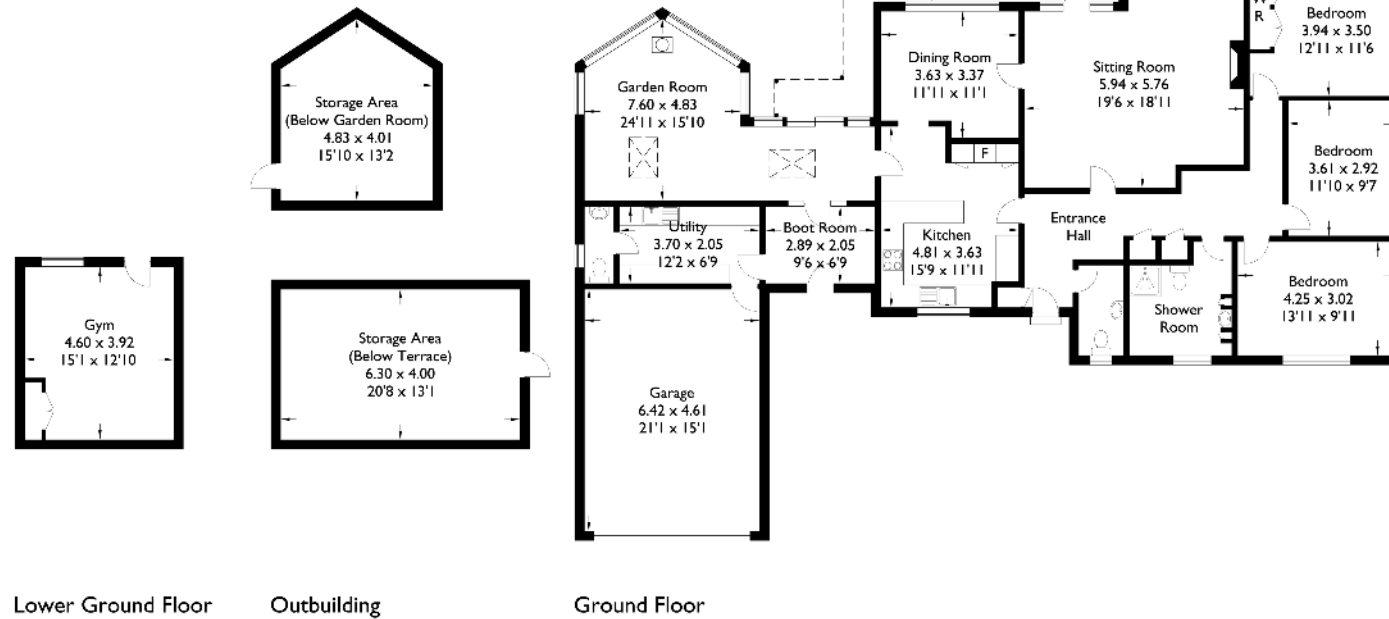 Storage Area
(Below Garden Room)
4.83 x 4.01
15'10 x 13'2
Gym
4.60 x 3.92
15'1 x 12'10
Storage Area
(Below Terrace)
6.30 x 4.00
20'8 x 13'1
Garden Room
7.60 x 4.83
24'11 x 15'10
Dining Room
3.63 x 3.37
11'11 x 11'1
Sitting Room
5.94 x 5.76
19'6 x 18'11
W
R
Bedroom
3.94 x 3.50
12'11 x 11'6
F
Bedroom
3.61 x 2.92
11'10 x 9'7
Utility
3.70 x 2.05
12'2 x 6'9
Boot Room
2.89 x 2.05
9'6 x 6'9
Kitchen
4.81 x 3.63
15'9 x 11'11
Entrance
Hall
Shower
Room
Bedroom
4.25 x 3.02
13'11 x 9'11
Garage
6.42 x 4.61
21'1 x 15'1
Lower Ground Floor
Outbuilding
Ground Floor